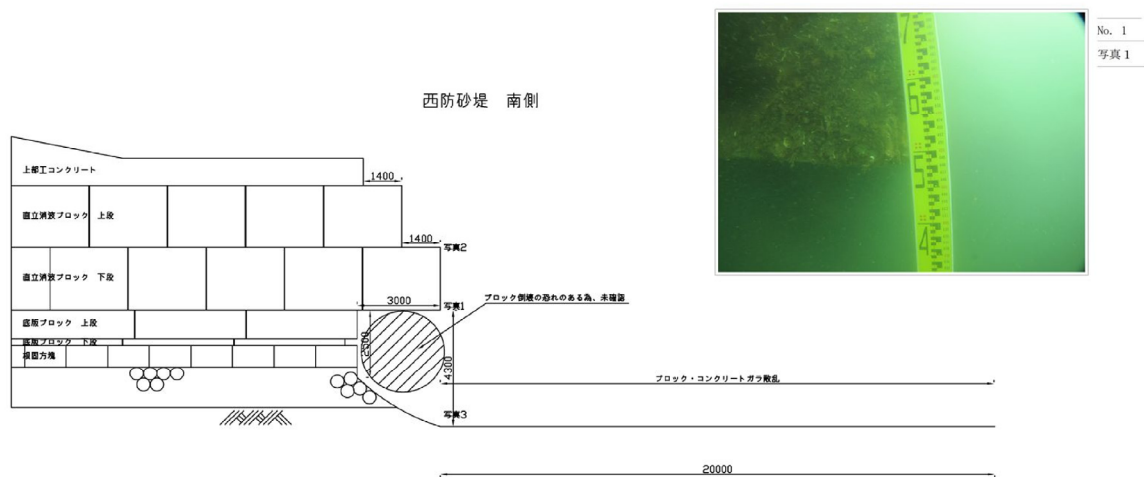 No. 1
写真1
7
6
5
4
西防砂堤 南側
上部工コンクリート
1400
直立消波ブロック 上段
1400
写真2
直立消波ブロック 下段
3000
写真1
ブロック倒壊の恐れのある為、未確認
底版ブロック 上段
底版ブロック 下段
根固方塊
4300
ブロック・コンクリートガラ散乱
写真3
20000